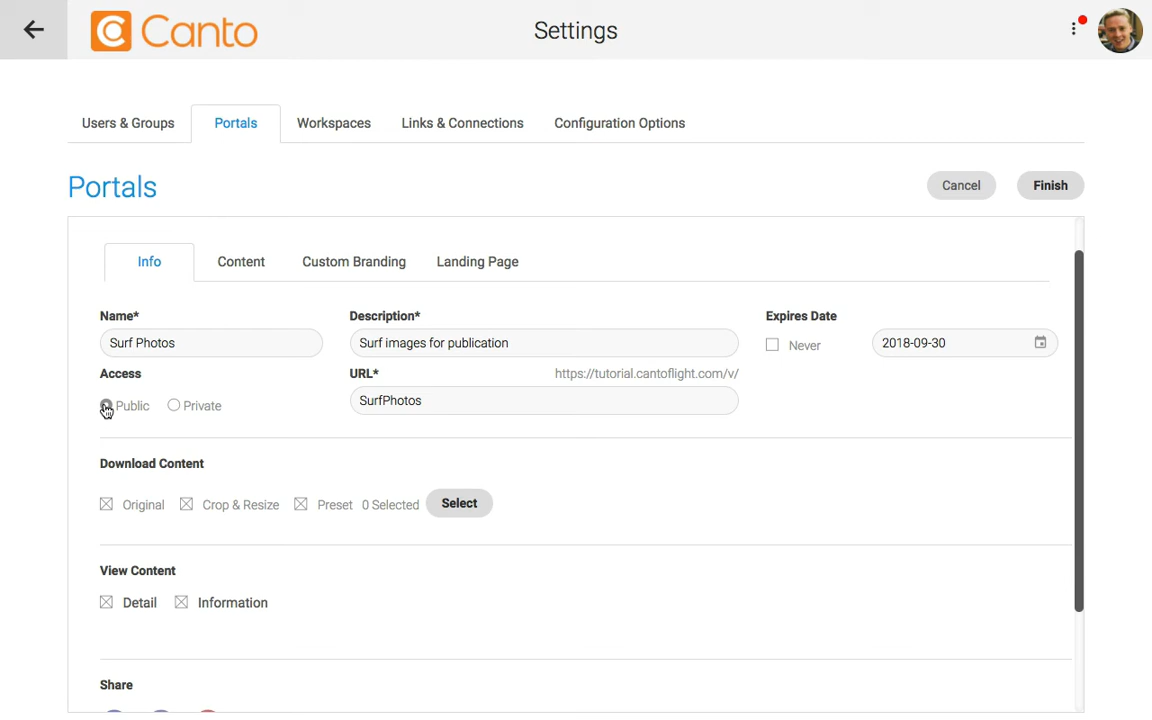 Canto
Settings
Users & Groups
Portals
Workspaces
Links & Connections
Configuration Options
Portals
Cancel
Finish
Info
Content
Custom Branding
Landing Page
Name*
Description*
Expires Date
Surf Photos
Surf images for publication
Never
2018-09-30
Access
URL*
https://tutorial.cantoflight.com/v/
Public
Private
SurfPhotos
Download Content
Original
Crop & Resize
Preset
0 Selected
Select
View Content
Detail
Information
Share